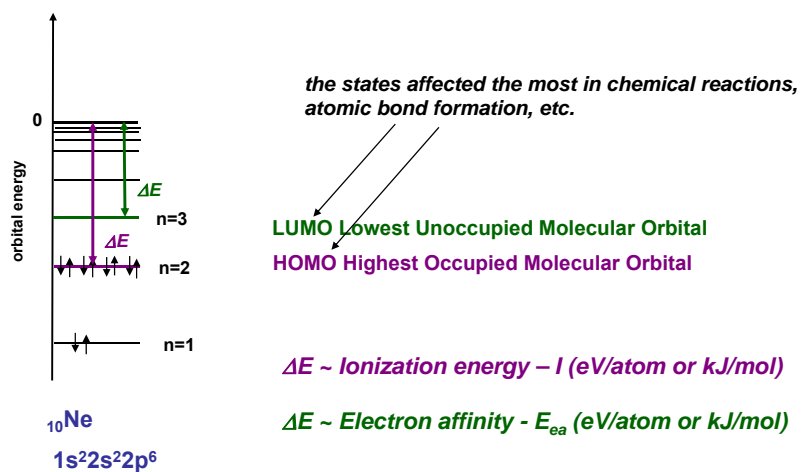 the states affected the most in chemical reactions,
atomic bond formation, etc.
0
orbital energy
ΔE
n=3
LUMO Lowest Unoccupied Molecular Orbital
ΔE
n=2
HOMO Highest Occupied Molecular Orbital
n=1
ΔE ~ Ionization energy – I (eV/atom or kJ/mol)
₁₀Ne
ΔE ~ Electron affinity - Eₑₐ (eV/atom or kJ/mol)
1s²2s²2p⁶